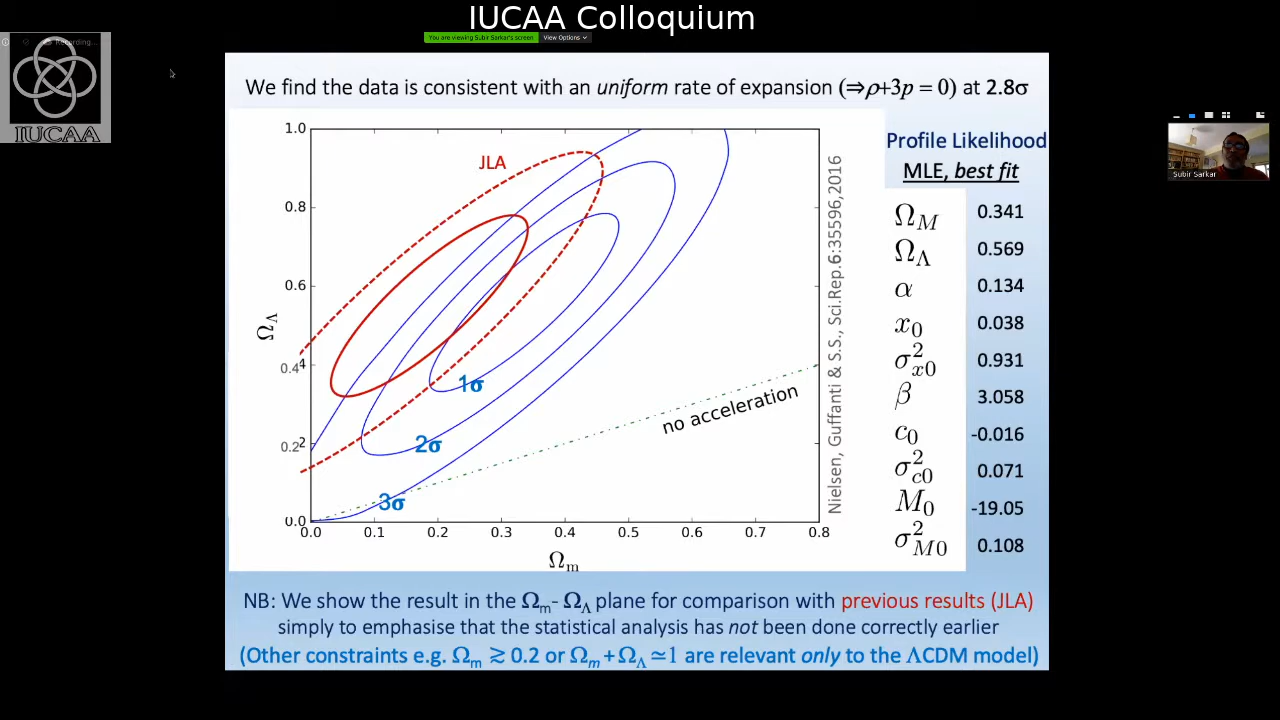 IUCAA Colloquium
You are viewing Subir Sarkar's screen View Options
Recording...
IUCAA
We find the data is consistent with an uniform rate of expansion (⇒ρ+3p = 0) at 2.8σ
Profile Likelihood
MLE, best fit
JLA
1.0
0.8
0.6
0.4
4
0.2
2
0.0
Ω_Λ
1σ
2σ
3σ
no acceleration
0.0 0.1 0.2 0.3 0.4 0.5 0.6 0.7 0.8
Ω_m
Nielsen, Guffanti & S.S., Sci.Rep.6:35596,2016
Ω_M 0.341
Ω_Λ 0.569
α 0.134
x_0 0.038
σ²_x0 0.931
β 3.058
c_0 -0.016
σ²_c0 0.071
M_0 -19.05
σ²_M0 0.108
NB: We show the result in the Ω_m- Ω_Λ plane for comparison with previous results (JLA)
simply to emphasise that the statistical analysis has not been done correctly earlier
(Other constraints e.g. Ω_m ≳ 0.2 or Ω_m + Ω_Λ ≃ 1 are relevant only to the ΛCDM model)
Subir Sarkar